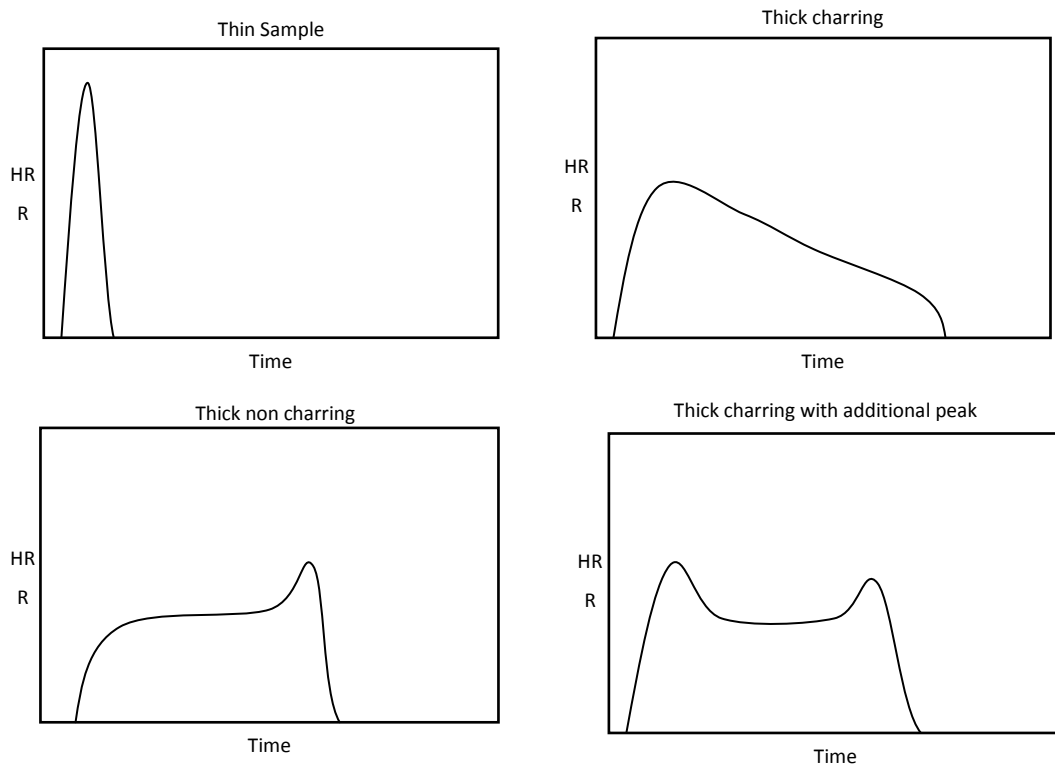 Thin Sample
HR
R
Time
Thick charring
HR
R
Time
Thick non charring
HR
R
Time
Thick charring with additional peak
HR
R
Time